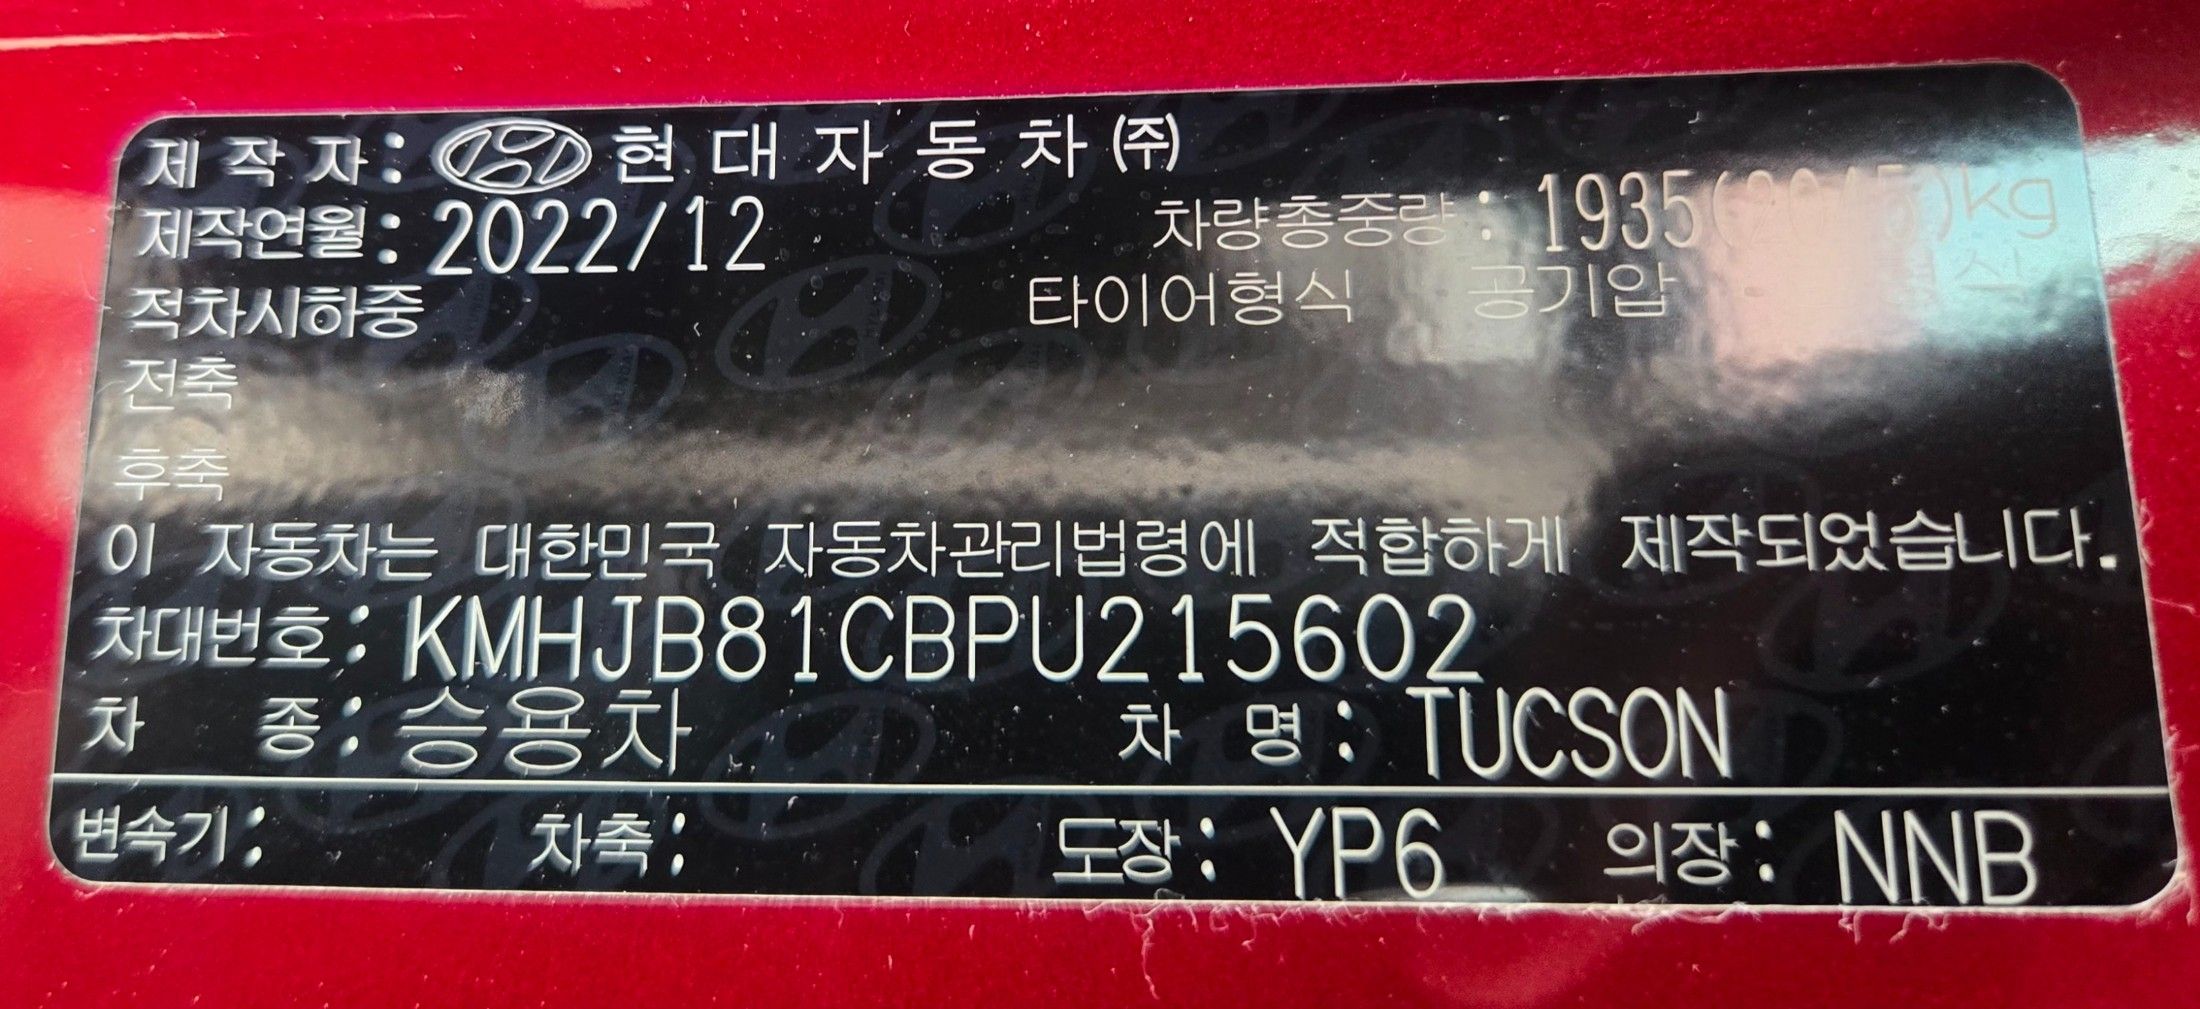 제 작 자 : 현 대 자 동 차 ㈜
제작연월 : 2022/12 차량총중량 : 1935( )kg
적차시하중 타이어형식 공기압 형식
전축
후축
이 자동차는 대한민국 자동차관리법령에 적합하게 제작되었습니다.
차대번호 : KMHJB81CBPU215602
차 종 : 승용차 차 명 : TUCSON
변속기 : 차축 : 도장 : YP6 의장 : NNB